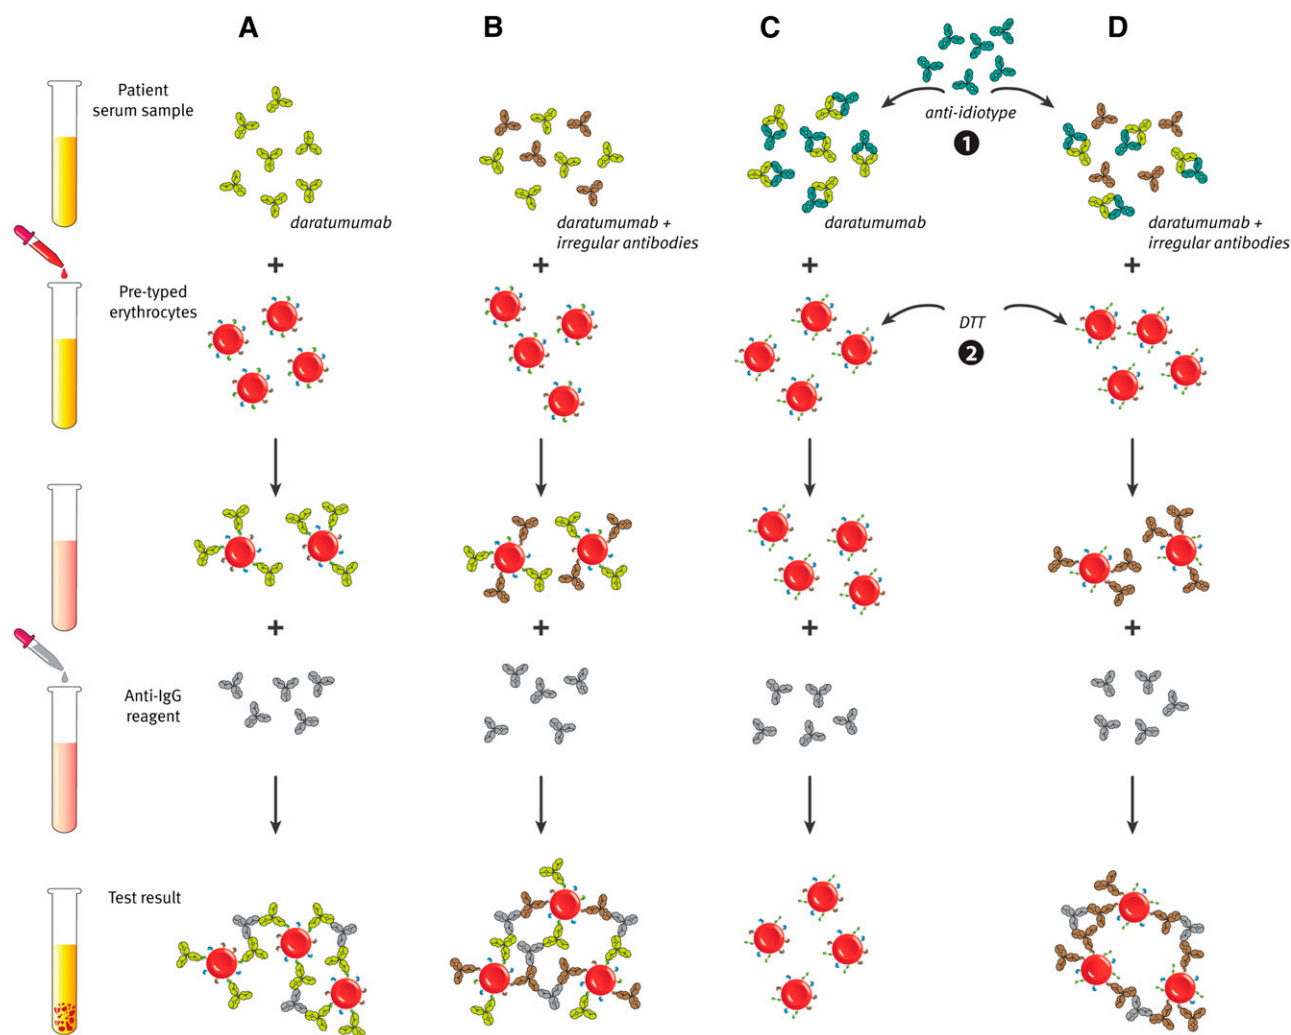 A
B
C
D
Patient
serum sample
anti-idiotype
1
daratumumab
daratumumab +
irregular antibodies
daratumumab
daratumumab +
irregular antibodies
+
+
+
+
Pre-typed
erythrocytes
DTT
2
+
+
+
+
Anti-IgG
reagent
Test result